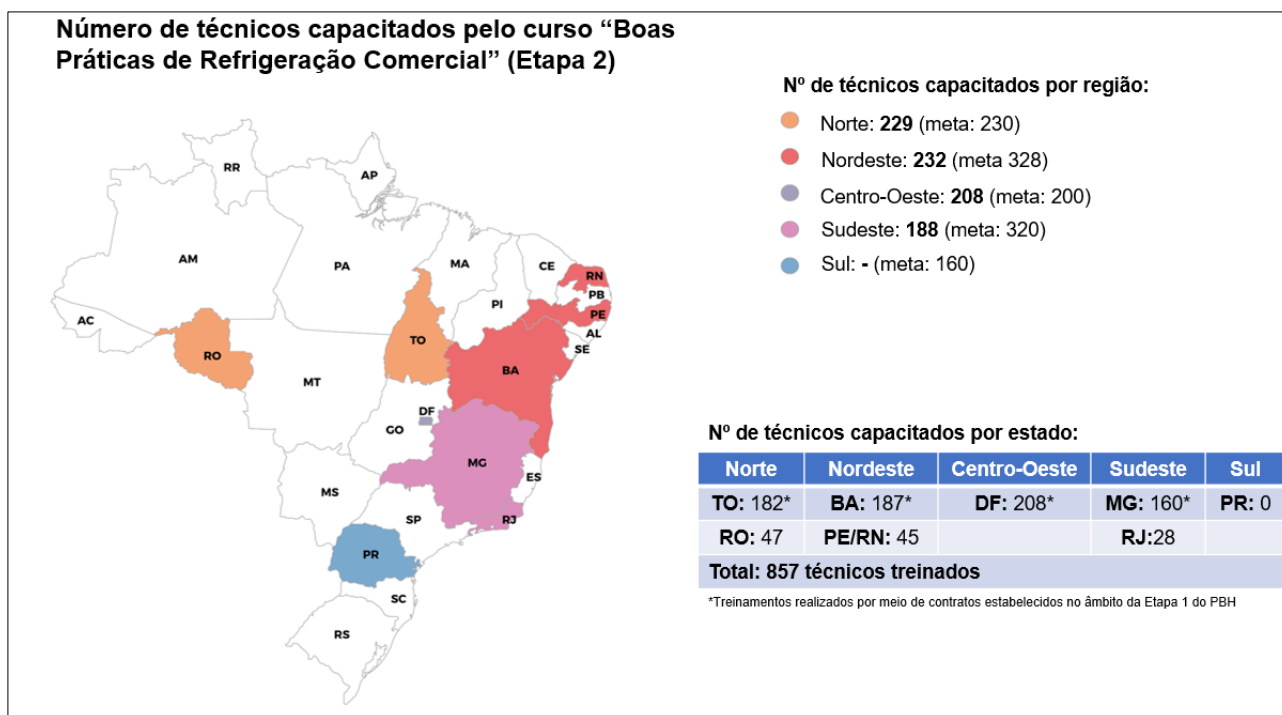 Número de técnicos capacitados pelo curso “Boas
Práticas de Refrigeração Comercial” (Etapa 2)
Nº de técnicos capacitados por região:
Norte: 229 (meta: 230)
Nordeste: 232 (meta 328)
Centro-Oeste: 208 (meta: 200)
Sudeste: 188 (meta: 320)
Sul: - (meta: 160)
RR
AP
AM
PA
MA
CE
RN
PB
PE
PI
AL
SE
AC
RO
TO
BA
MT
DF
GO
MG
ES
MS
SP
RJ
PR
SC
RS
Nº de técnicos capacitados por estado:
Norte Nordeste Centro-Oeste Sudeste Sul
TO: 182* BA: 187* DF: 208* MG: 160* PR: 0
RO: 47 PE/RN: 45 RJ:28
Total: 857 técnicos treinados
*Treinamentos realizados por meio de contratos estabelecidos no âmbito da Etapa 1 do PBH